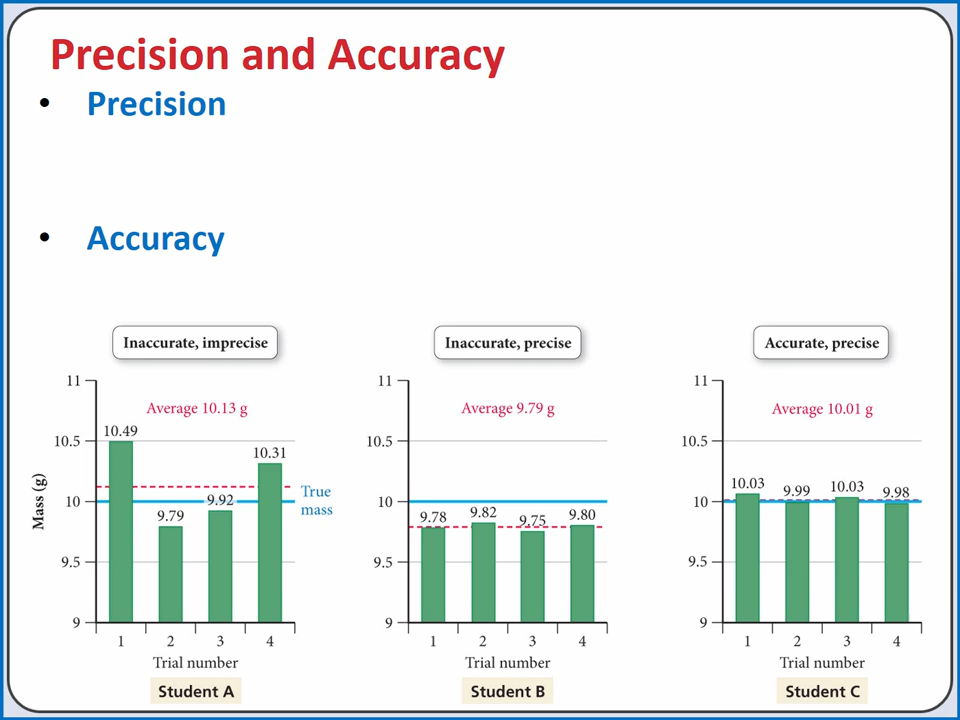 Precision and Accuracy
• Precision
• Accuracy
Inaccurate, imprecise
11
10.5
10
9.5
9
Mass (g)
Average 10.13 g
10.49
9.79
9.92
10.31
True
mass
1 2 3 4
Trial number
Student A
Inaccurate, precise
11
10.5
10
9.5
9
Average 9.79 g
9.78
9.82
9.75
9.80
1 2 3 4
Trial number
Student B
Accurate, precise
11
10.5
10
9.5
9
Average 10.01 g
10.03
9.99
10.03
9.98
1 2 3 4
Trial number
Student C